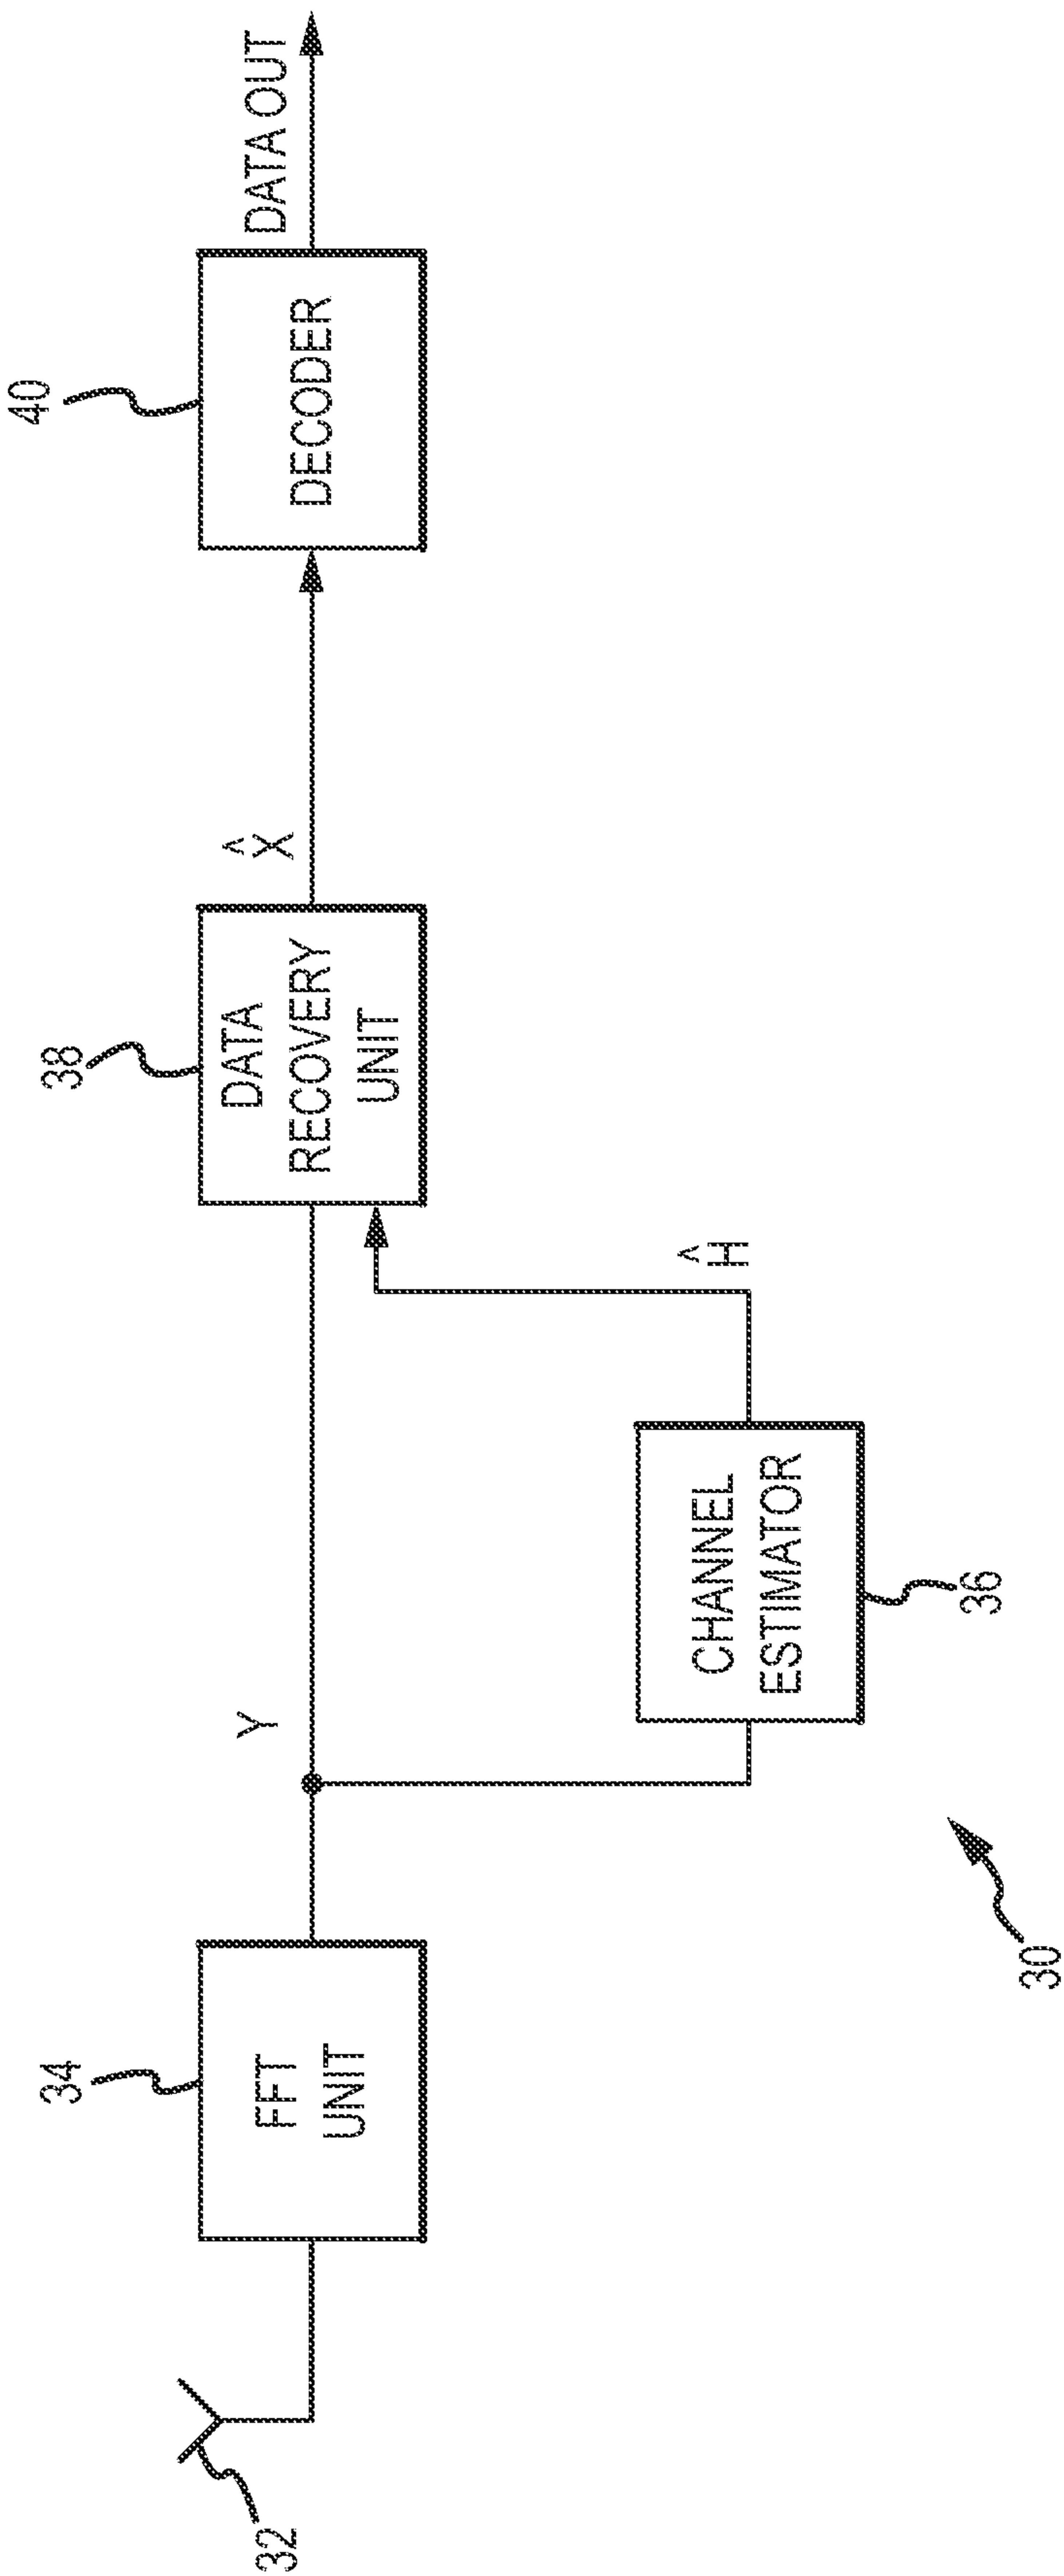 32
34
FFT
UNIT
Y
30
CHANNEL
ESTIMATOR
36
Ĥ
38
DATA
RECOVERY
UNIT
X̂
40
DECODER
DATA OUT